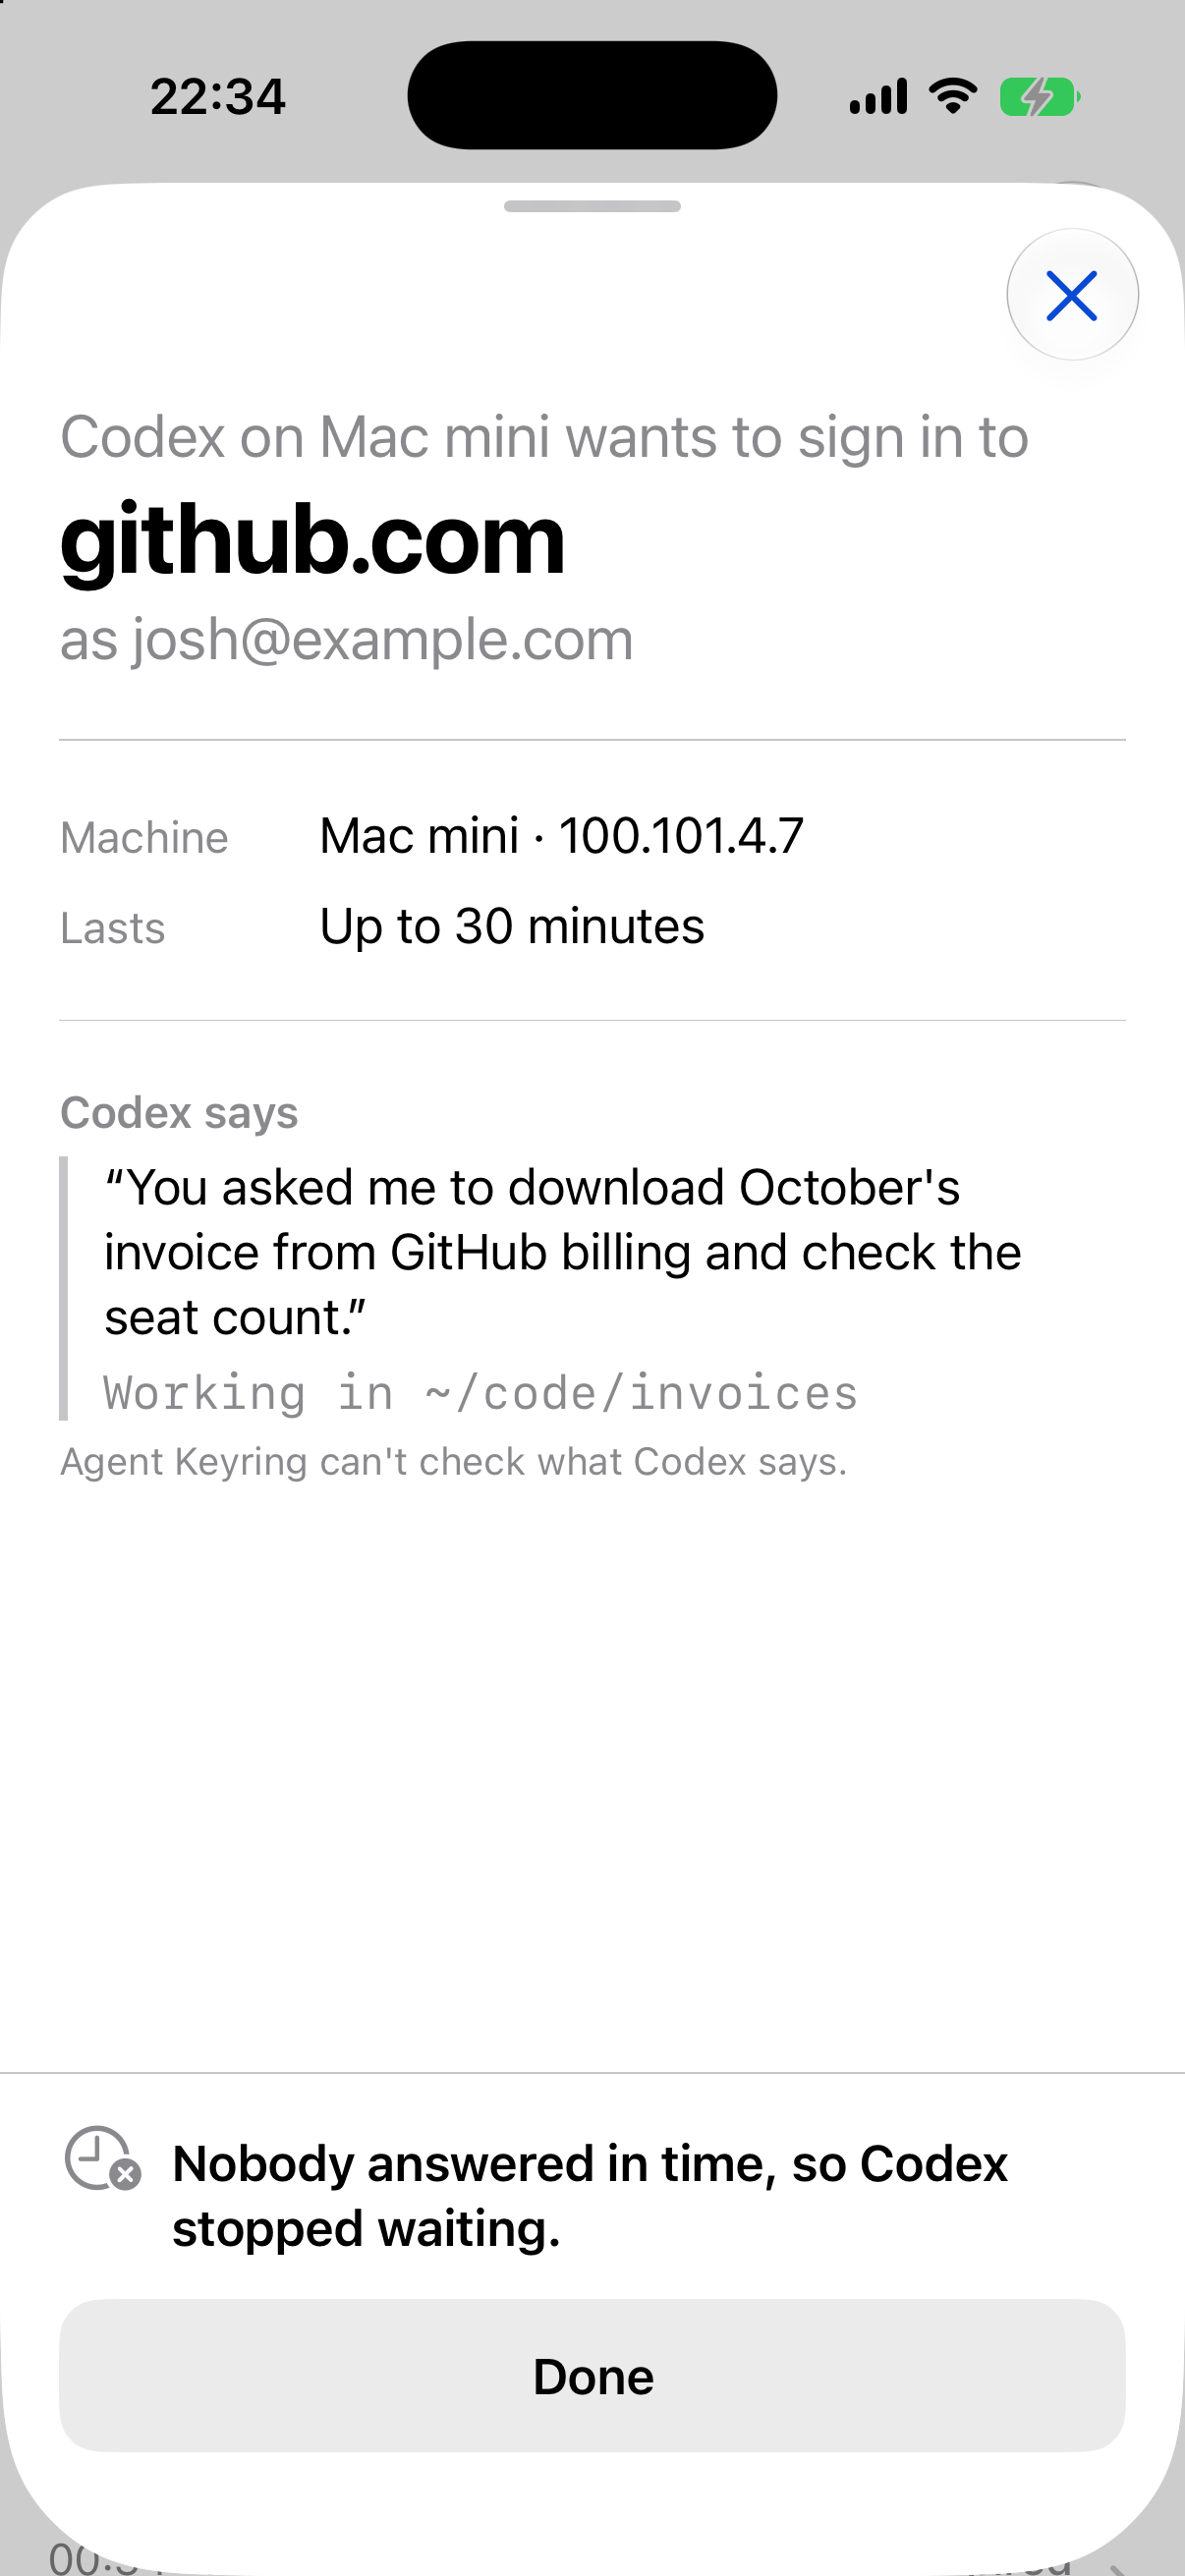 22:34
Codex on Mac mini wants to sign in to
github.com
as josh@example.com
Machine Mac mini · 100.101.4.7
Lasts Up to 30 minutes
Codex says
“You asked me to download October's
invoice from GitHub billing and check the
seat count.”
Working in ~/code/invoices
Agent Keyring can't check what Codex says.
Nobody answered in time, so Codex
stopped waiting.
Done